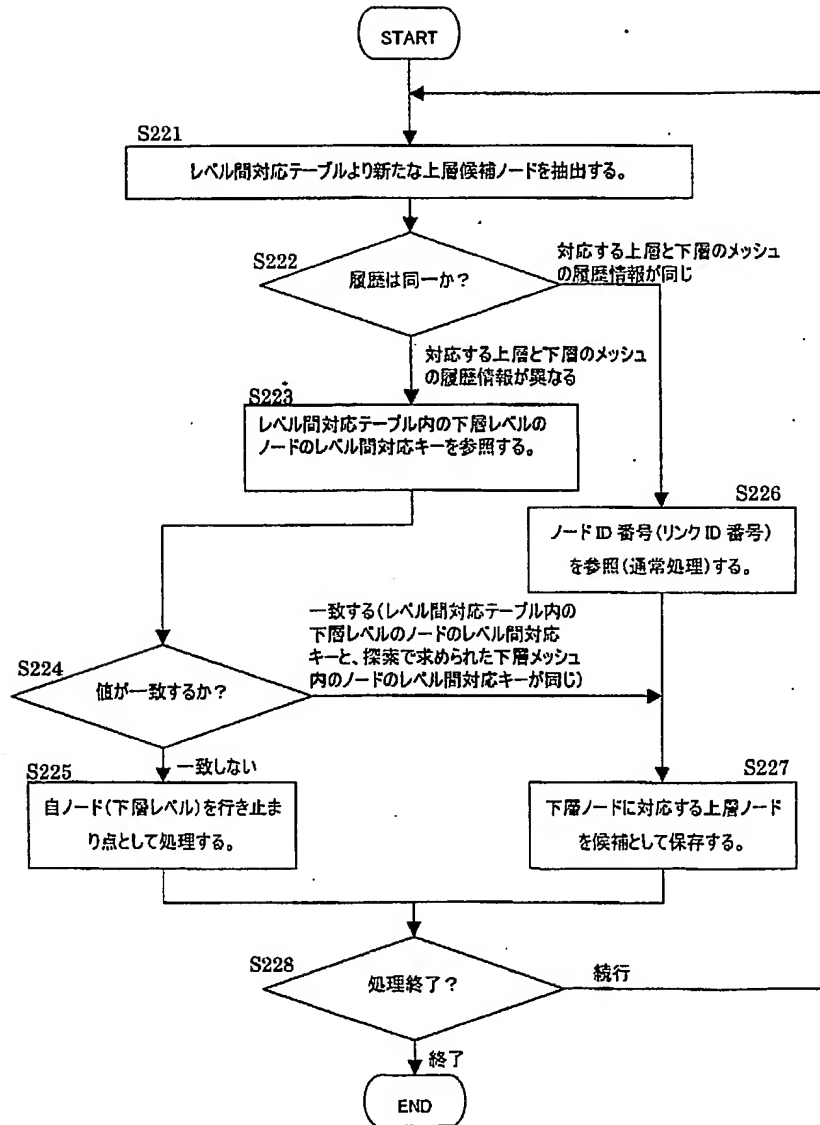 START
S221
レベル間対応テーブルより新たな上層候補ノードを抽出する。
S222
履歴は同一か？
対応する上層と下層のメッシュ
の履歴情報が同じ
対応する上層と下層のメッシュ
の履歴情報が異なる
S223
レベル間対応テーブル内の下層レベルの
ノードのレベル間対応キーを参照する。
S226
ノード ID 番号(リンク ID 番号)
を参照(通常処理)する。
一致する(レベル間対応テーブル内の
下層レベルのノードのレベル間対応
キーと、探索で求められた下層メッシュ
内のノードのレベル間対応キーが同じ)
S224
値が一致するか？
一致しない
S225
自ノード(下層レベル)を行き止ま
り点として処理する。
S227
下層ノードに対応する上層ノード
を候補として保存する。
S228
処理終了？
続行
終了
END